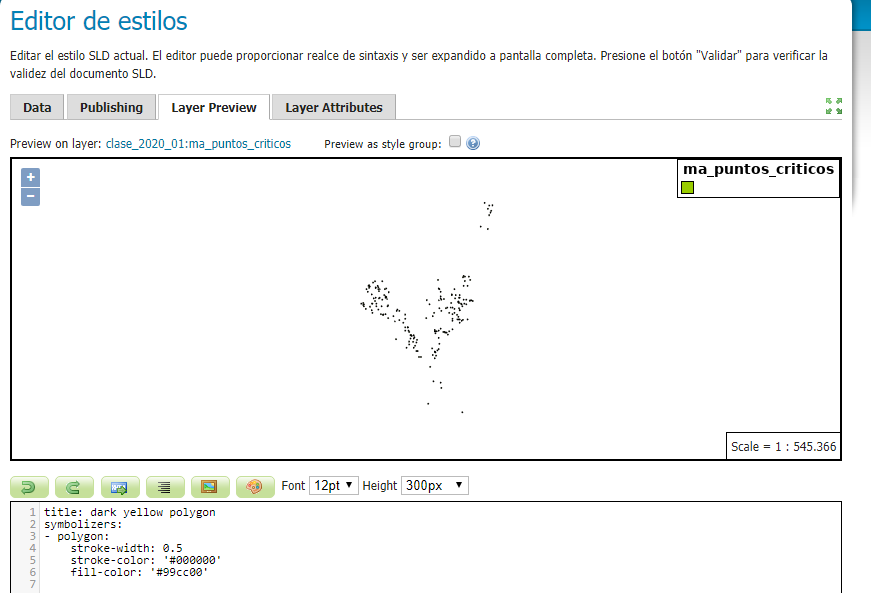 Editor de estilos
Editar el estilo SLD actual. El editor puede proporcionar realce de sintaxis y ser expandido a pantalla completa. Presione el botón "Validar" para verificar la
validez del documento SLD.
Data Publishing Layer Preview Layer Attributes
Preview on layer: clase_2020_01:ma_puntos_criticos Preview as style group:
+
−
ma_puntos_criticos
Scale = 1 : 545.366
Font 12pt Height 300px
1 title: dark yellow polygon
2 symbolizers:
3 - polygon:
4     stroke-width: 0.5
5     stroke-color: '#000000'
6     fill-color: '#99cc00'
7